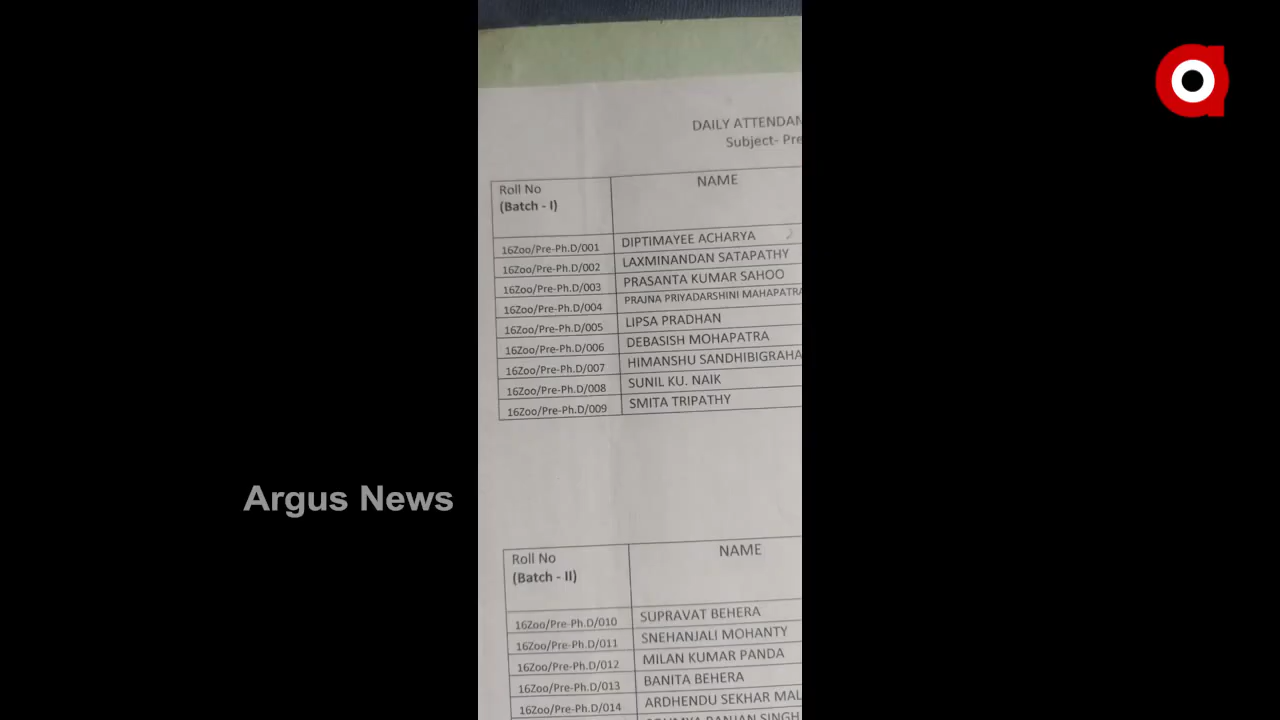 DAILY ATTENDAN
Subject- Pre
Roll No
(Batch - I)
NAME
16Zoo/Pre-Ph.D/001 DIPTIMAYEE ACHARYA
16Zoo/Pre-Ph.D/002 LAXMINANDAN SATAPATHY
16Zoo/Pre-Ph.D/003 PRASANTA KUMAR SAHOO
16Zoo/Pre-Ph.D/004 PRAJNA PRIYADARSHINI MAHAPATRA
16Zoo/Pre-Ph.D/005 LIPSA PRADHAN
16Zoo/Pre-Ph.D/006 DEBASISH MOHAPATRA
16Zoo/Pre-Ph.D/007 HIMANSHU SANDHIBIGRAHA
16Zoo/Pre-Ph.D/008 SUNIL KU. NAIK
16Zoo/Pre-Ph.D/009 SMITA TRIPATHY
Argus News
Roll No
(Batch - II)
NAME
16Zoo/Pre-Ph.D/010 SUPRAVAT BEHERA
16Zoo/Pre-Ph.D/011 SNEHANJALI MOHANTY
16Zoo/Pre-Ph.D/012 MILAN KUMAR PANDA
16Zoo/Pre-Ph.D/013 BANITA BEHERA
16Zoo/Pre-Ph.D/014 ARDHENDU SEKHAR MAL
RANJAN SINGH